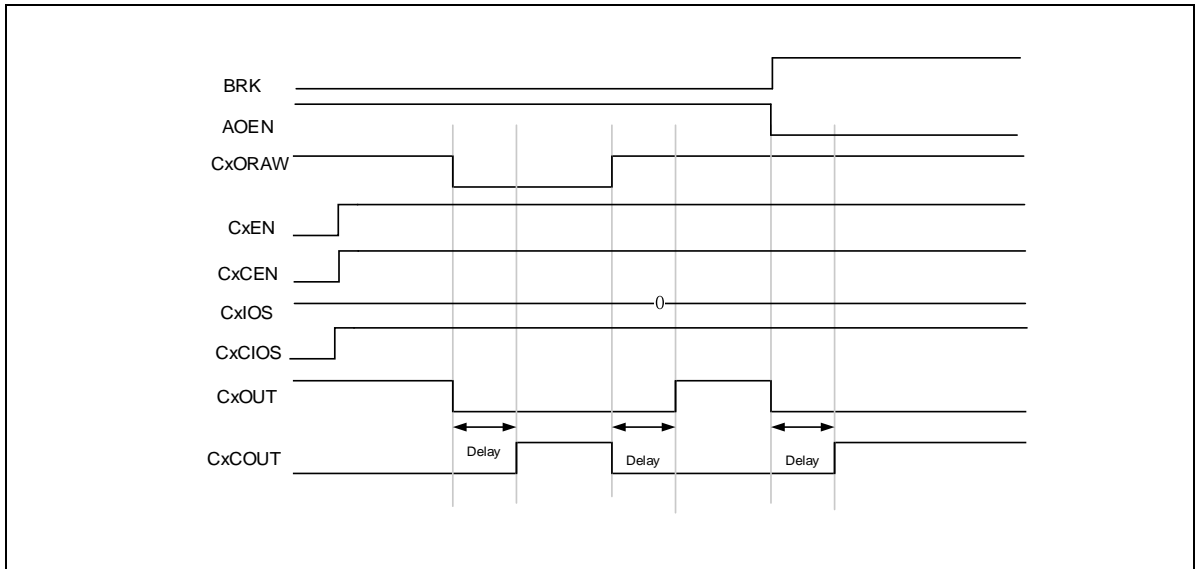 BRK
AOEN
CxORAW
CxEN
CxCEN
CxIOS
0
CxCIOS
CxOUT
Delay
Delay
Delay
CxCOUT